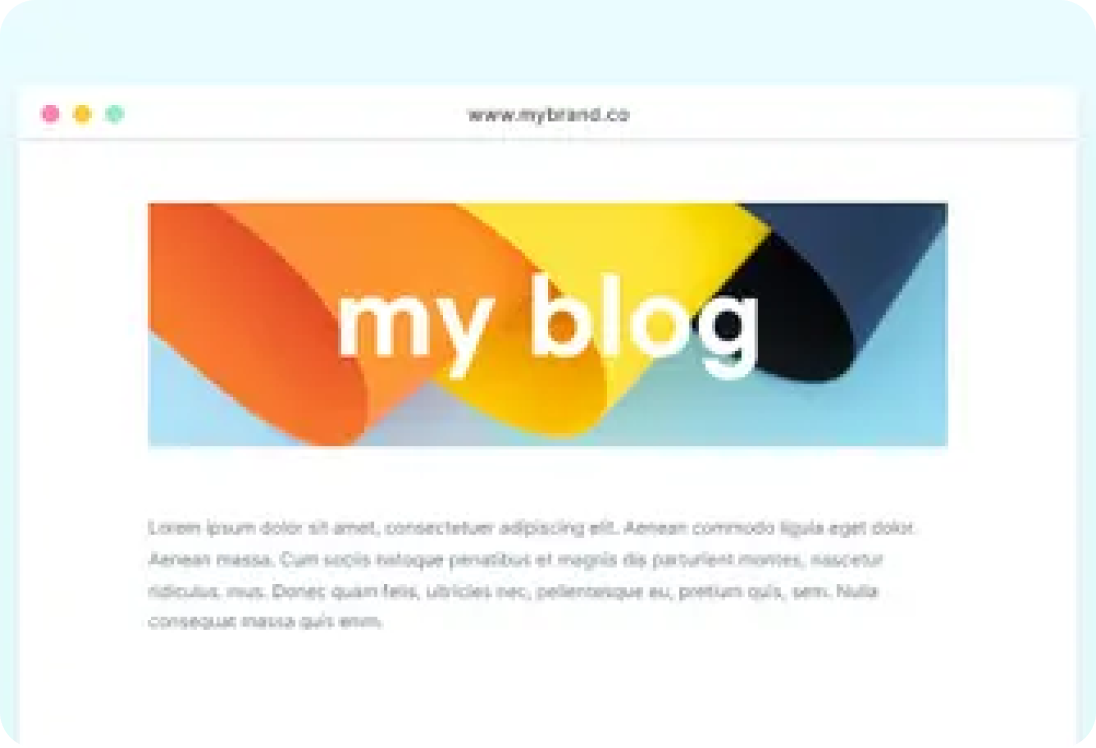 www.mybrand.co
my blog
Lorem ipsum dolor sit amet, consectetuer adipiscing elit. Aenean commodo ligula eget dolor.
Aenean massa. Cum sociis natoque penatibus et magnis dis parturient montes, nascetur
ridiculus, mus. Donec quam felis, ultricies nec, pellentesque eu, pretium quis, sem. Nulla
consequat massa quis enim.